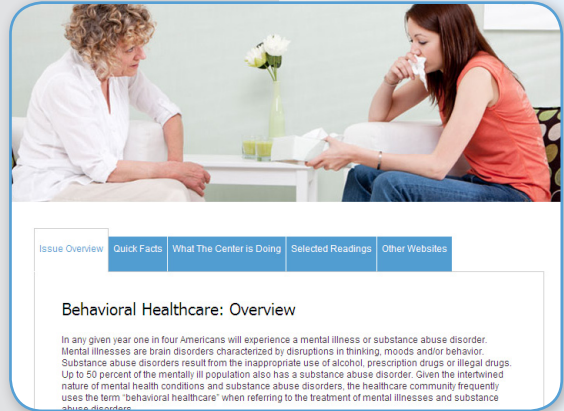 Issue Overview
Quick Facts
What The Center is Doing
Selected Readings
Other Websites
Behavioral Healthcare: Overview
In any given year one in four Americans will experience a mental illness or substance abuse disorder.
Mental illnesses are brain disorders characterized by disruptions in thinking, moods and/or behavior.
Substance abuse disorders result from the inappropriate use of alcohol, prescription drugs or illegal drugs.
Up to 50 percent of the mentally ill population also has a substance abuse disorder. Given the intertwined
nature of mental health conditions and substance abuse disorders, the healthcare community frequently
uses the term "behavioral healthcare" when referring to the treatment of mental illnesses and substance
abuse disorders.